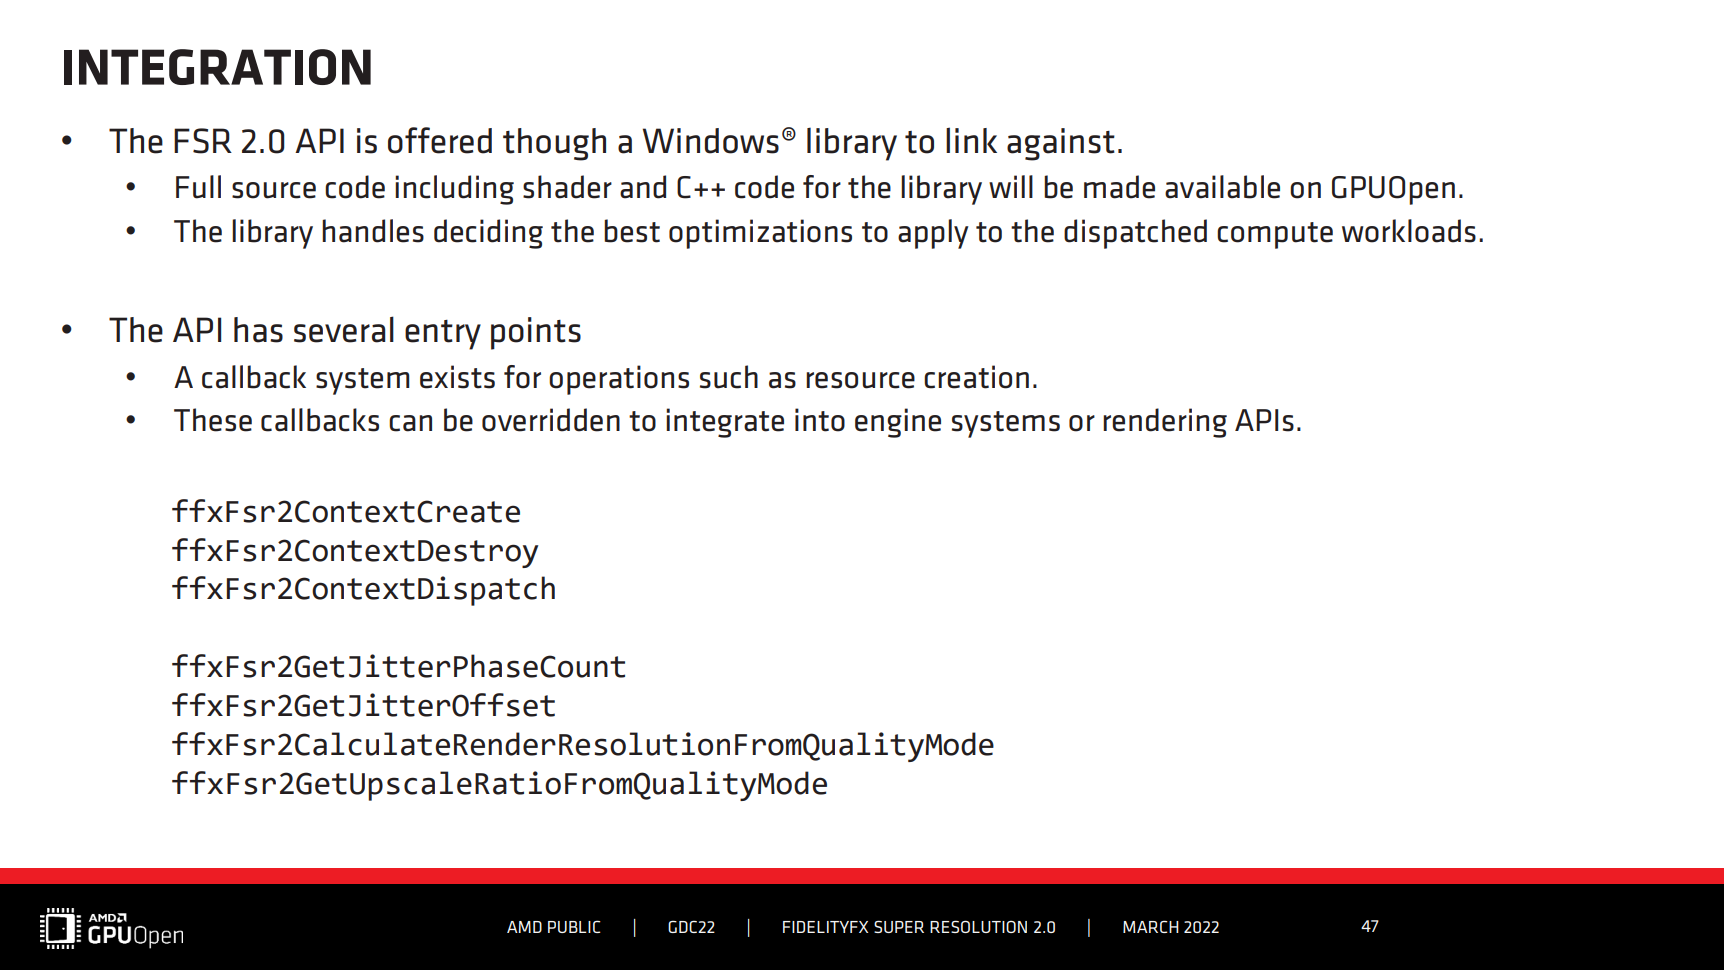 INTEGRATION
• The FSR 2.0 API is offered though a Windows® library to link against.
• Full source code including shader and C++ code for the library will be made available on GPUOpen.
• The library handles deciding the best optimizations to apply to the dispatched compute workloads.
• The API has several entry points
• A callback system exists for operations such as resource creation.
• These callbacks can be overridden to integrate into engine systems or rendering APIs.
ffxFsr2ContextCreate
ffxFsr2ContextDestroy
ffxFsr2ContextDispatch
ffxFsr2GetJitterPhaseCount
ffxFsr2GetJitterOffset
ffxFsr2CalculateRenderResolutionFromQualityMode
ffxFsr2GetUpscaleRatioFromQualityMode
AMD
GPUOpen
AMD PUBLIC | GDC22 | FIDELITYFX SUPER RESOLUTION 2.0 | MARCH 2022 47